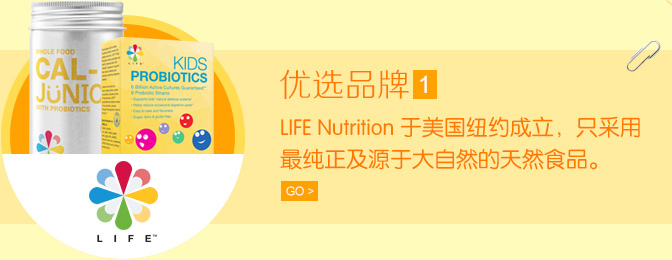 WHOLE FOOD
CAL-
JüNIO
WITH PROBIOTICS
KIDS
PROBIOTICS
6 Billion Active Cultures Guaranteed
6 Probiotic Strains
LIFE™
优选品牌 1
LIFE Nutrition 于美国纽约成立，只采用
最纯正及源于大自然的天然食品。
GO >